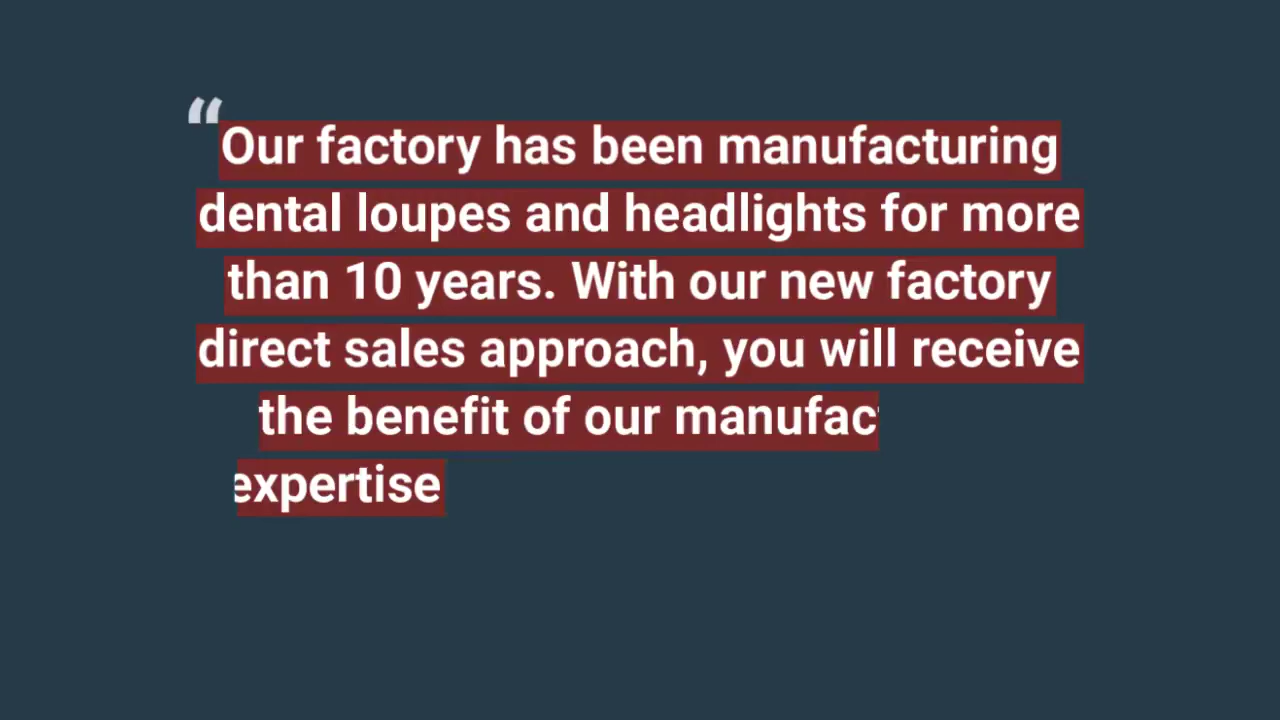 “Our factory has been manufacturing
dental loupes and headlights for more
than 10 years. With our new factory
direct sales approach, you will receive
the benefit of our manufac
expertise